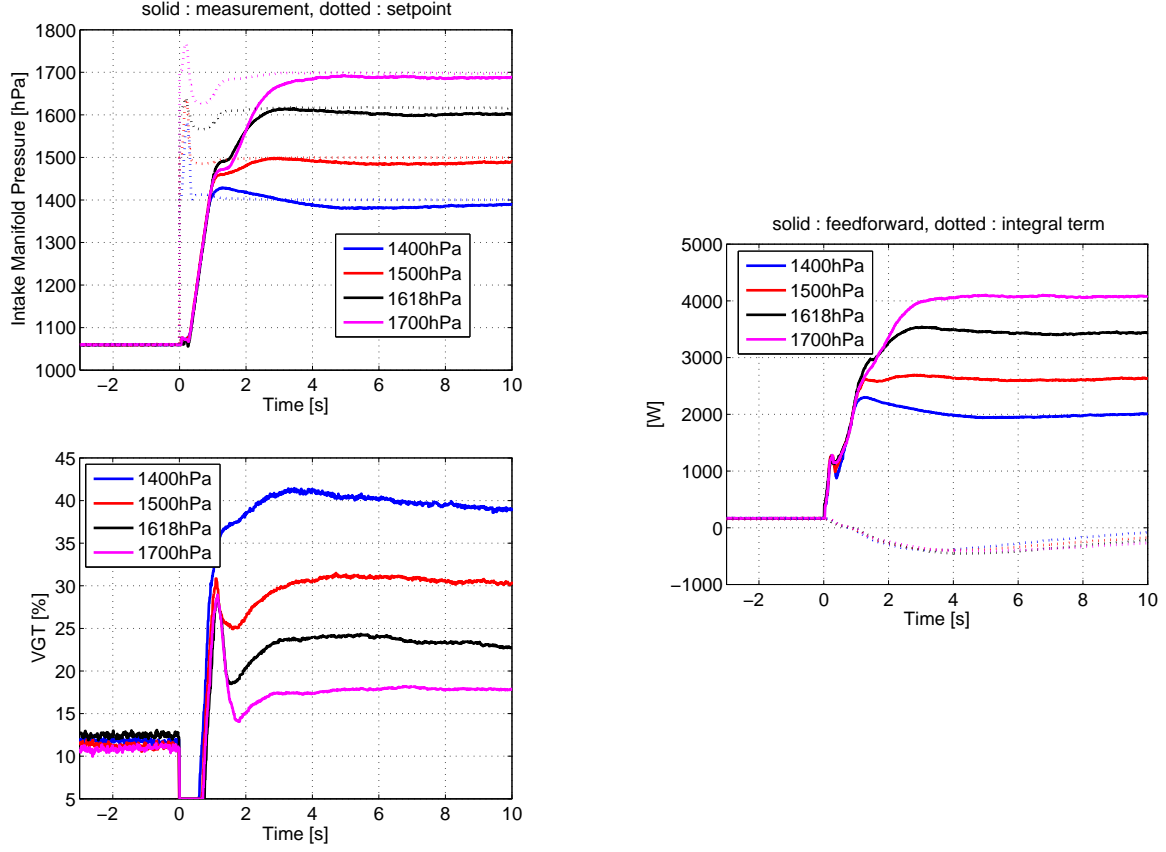 solid : measurement, dotted : setpoint
1800
1700
1600
1500
1400
1300
1200
1100
1000
Intake Manifold Pressure [hPa]
1400hPa
1500hPa
1618hPa
1700hPa
−2 0 2 4 6 8 10
Time [s]
45
40
35
30
25
20
15
10
5
VGT [%]
1400hPa
1500hPa
1618hPa
1700hPa
−2 0 2 4 6 8 10
Time [s]
solid : feedforward, dotted : integral term
5000
4000
3000
2000
1000
0
−1000
[W]
1400hPa
1500hPa
1618hPa
1700hPa
−2 0 2 4 6 8 10
Time [s]